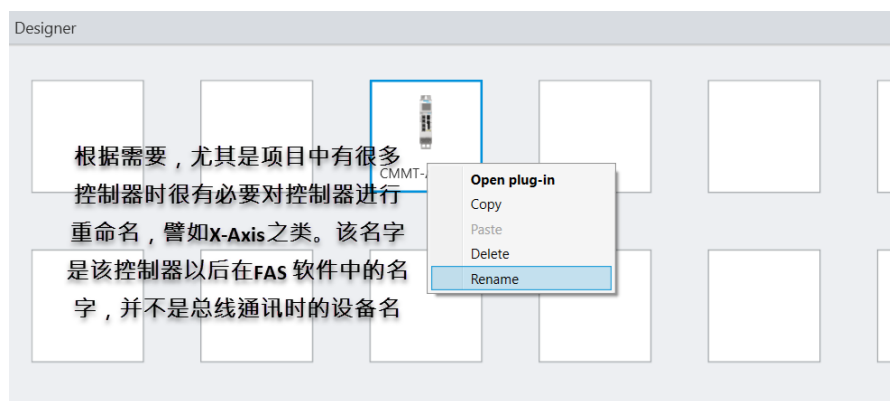 Designer
根据需要，尤其是项目中有很多
控制器时很有必要对控制器进行
重命名，譬如X-Axis之类。该名字
是该控制器以后在FAS 软件中的名
字，并不是总线通讯时的设备名
CMMT-
Open plug-in
Copy
Paste
Delete
Rename